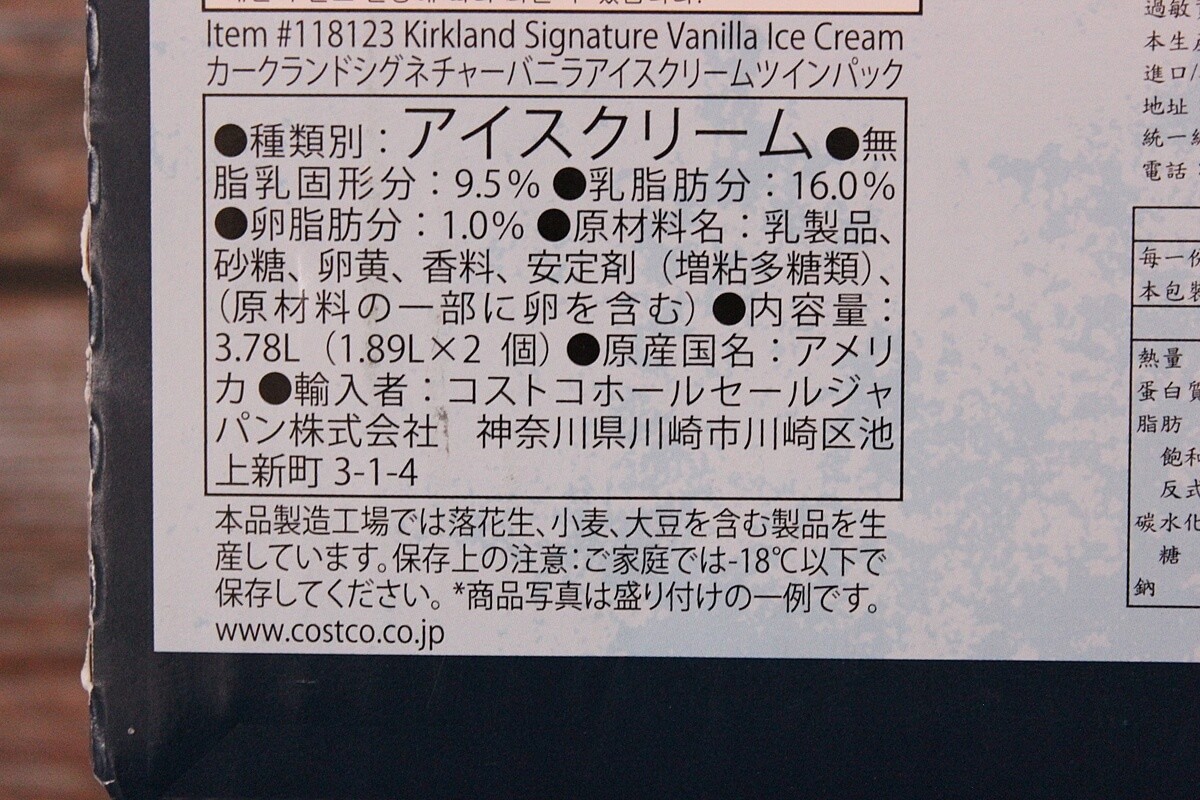 Item #118123 Kirkland Signature Vanilla Ice Cream
カークランドシグネチャーバニラアイスクリームツインパック
●種類別：アイスクリーム ●無
脂乳固形分：9.5% ●乳脂肪分：16.0%
●卵脂肪分：1.0% ●原材料名：乳製品、
砂糖、卵黄、香料、安定剤（増粘多糖類）、
（原材料の一部に卵を含む）●内容量：
3.78L（1.89L×2 個）●原産国名：アメリ
カ ●輸入者：コストコホールセールジャ
パン株式会社　神奈川県川崎市川崎区池
上新町 3-1-4
本品製造工場では落花生、小麦、大豆を含む製品を生
産しています。保存上の注意：ご家庭では-18℃以下で
保存してください。*商品写真は盛り付けの一例です。
www.costco.co.jp
過敏
本生
進口/
地址
統一
電話：
每一份
本包裝
熱量
蛋白質
脂肪
飽和
反式
碳水化
糖
鈉